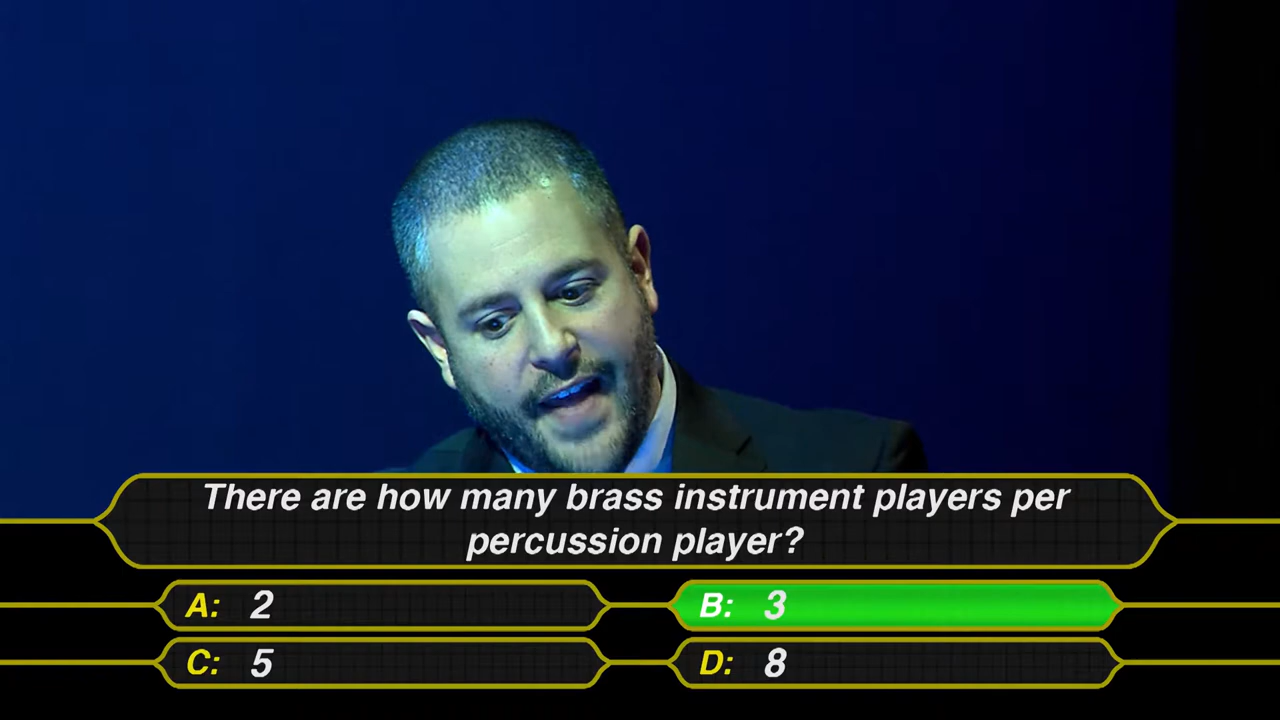 There are how many brass instrument players per
percussion player?
A: 2
B: 3
C: 5
D: 8